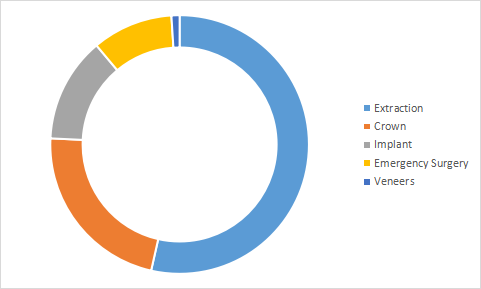 Extraction
Crown
Implant
Emergency Surgery
Veneers